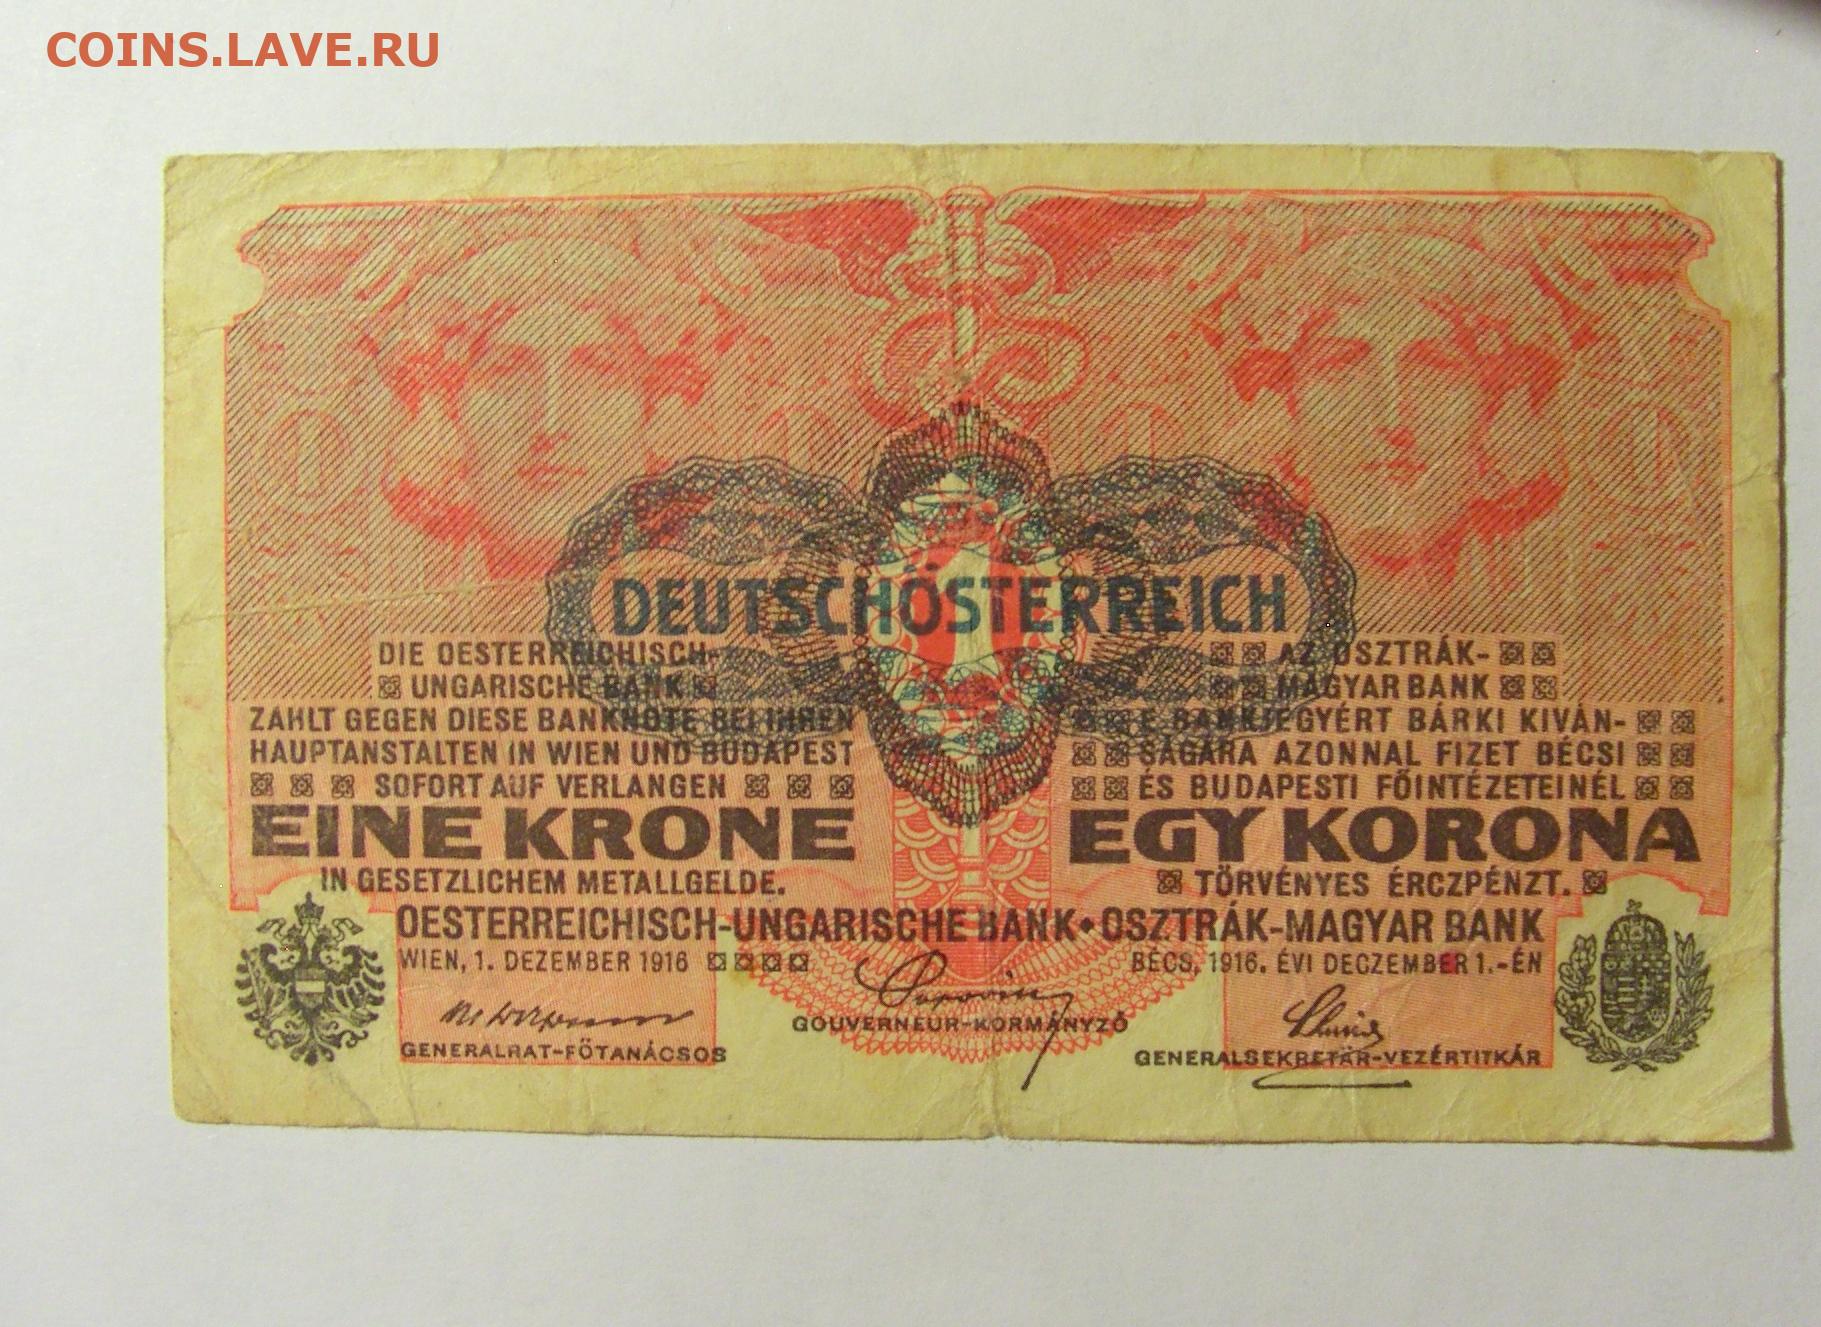 COINS.LAVE.RU
1
DEUTSCHÖSTERREICH
DIE OESTERREICHISCH-
UNGARISCHE BANK
ZAHLT GEGEN DIESE BANKNOTE BEI IHREN
HAUPTANSTALTEN IN WIEN UND BUDAPEST
SOFORT AUF VERLANGEN
EINE KRONE
IN GESETZLICHEM METALLGELDE.
AZ OSZTRÁK-
MAGYAR BANK
E BANKJEGYÉRT BÁRKI KIVÁN-
SÁGÁRA AZONNAL FIZET BÉCSI
ÉS BUDAPESTI FŐINTÉZETEINÉL
EGY KORONA
TÖRVÉNYES ÉRCZPÉNZT.
OESTERREICHISCH-UNGARISCHE BANK • OSZTRÁK-MAGYAR BANK
WIEN, 1. DEZEMBER 1916
BÉCS, 1916. ÉVI DECZEMBER 1.-ÉN
GENERALRAT-FŐTANÁCSOS
GOUVERNEUR-KORMÁNYZÓ
GENERALSEKRETÄR-VEZÉRTITKÁR